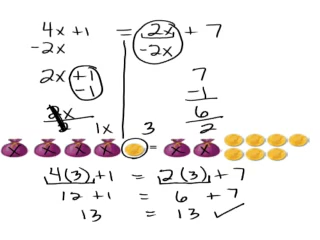 4x + 1 = 2x + 7
-2x -2x
2x + 1 7
-1 -1
2x 6
2 2
1x 3
x x x x = x x
4(3) + 1 = 2(3) + 7
12 + 1 = 6 + 7
13 = 13 ✓